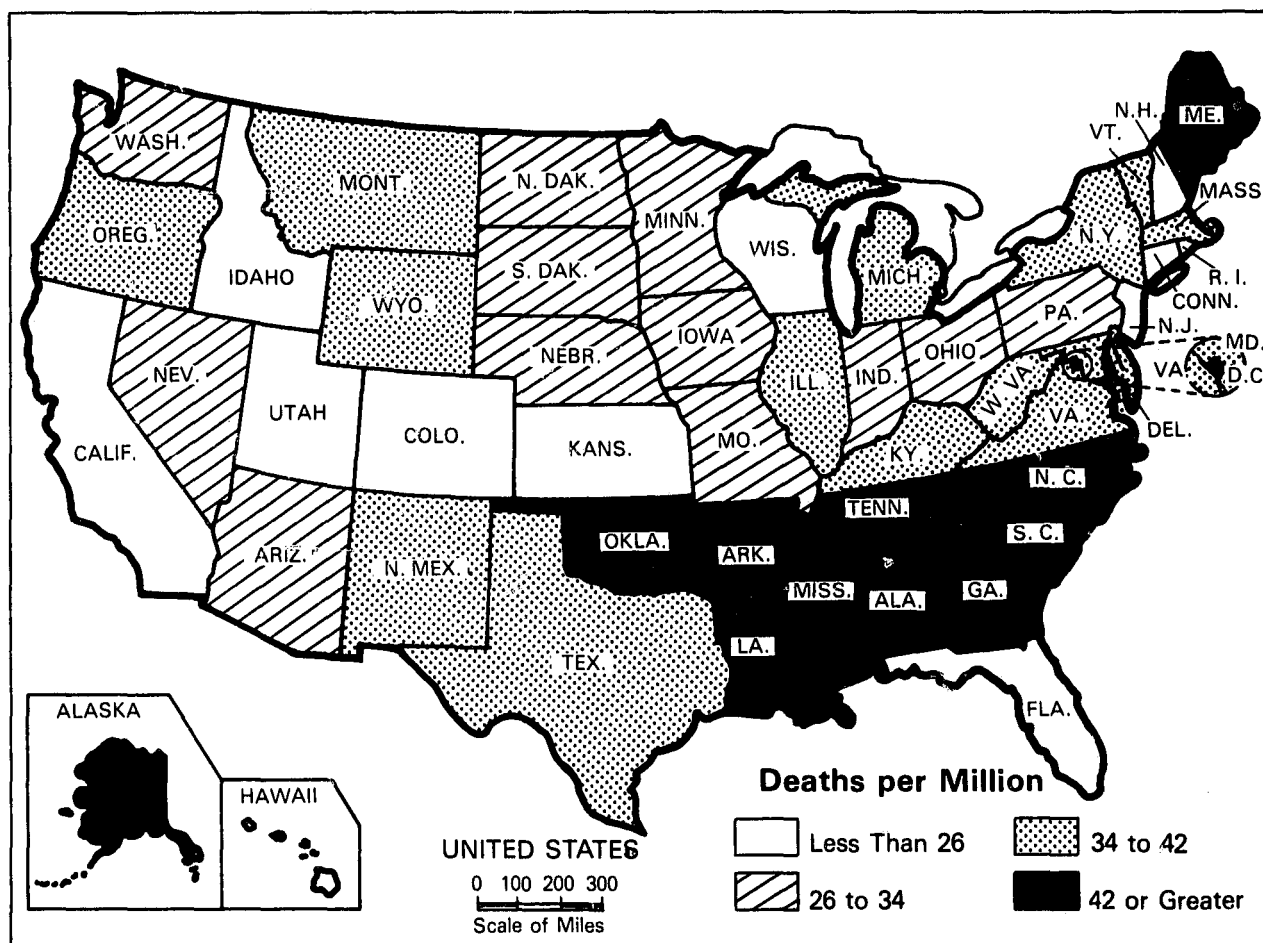 WASH.
MONT.
N. DAK.
MINN.
OREG.
IDAHO
S. DAK.
WIS.
MICH.
N.Y.
VT.
N.H.
ME.
MASS.
R. I.
CONN.
WYO.
NEBR.
IOWA
PA.
N.J.
OHIO
IND.
ILL.
MD.
VA.
D.C.
NEV.
UTAH
COLO.
CALIF.
KANS.
MO.
W. VA.
VA.
DEL.
KY.
N. C.
TENN.
S. C.
ARIZ.
N. MEX.
OKLA.
ARK.
MISS.
ALA.
GA.
LA.
TEX.
FLA.
ALASKA
HAWAII
UNITED STATES
0 100 200 300
Scale of Miles
Deaths per Million
Less Than 26
26 to 34
34 to 42
42 or Greater